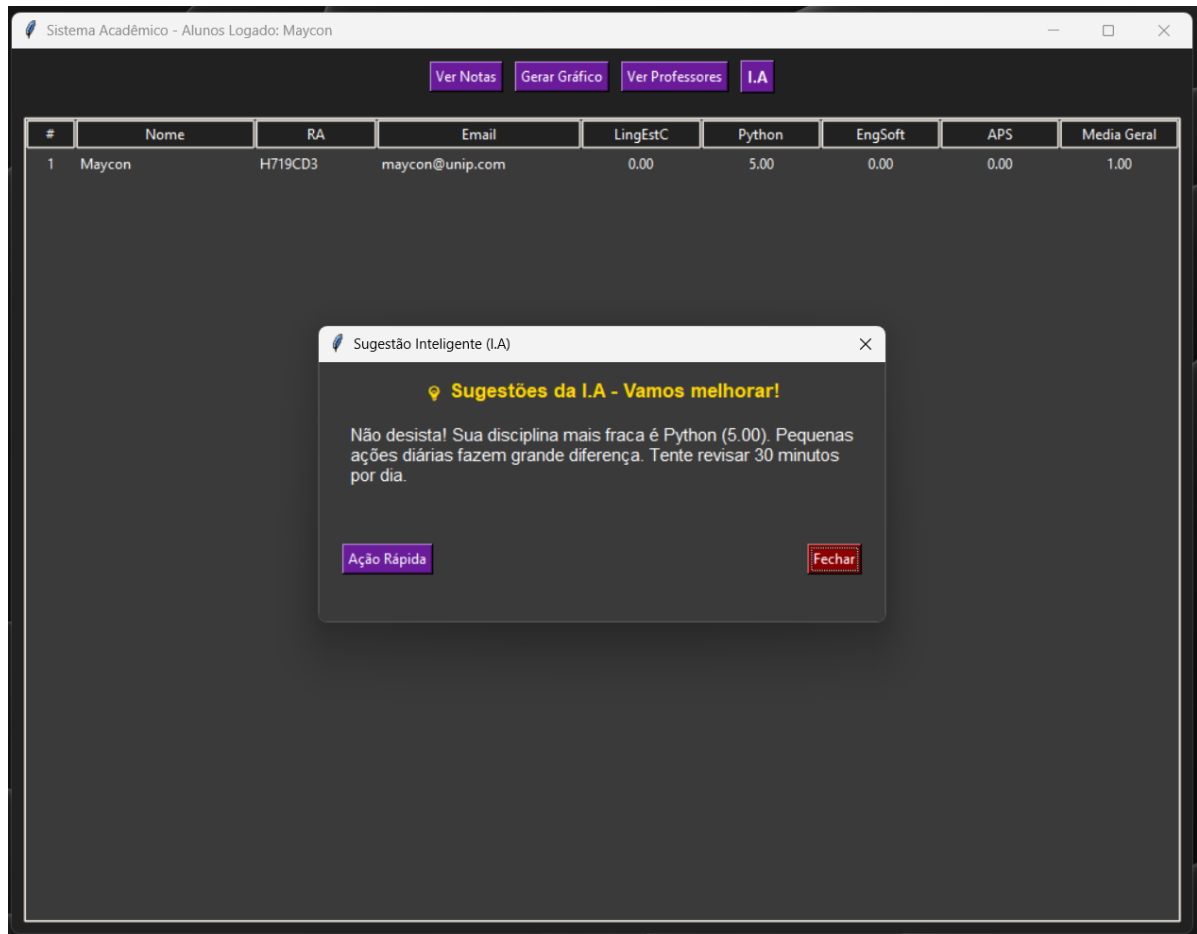 Sistema Acadêmico - Alunos Logado: Maycon
Ver Notas Gerar Gráfico Ver Professores I.A
# Nome RA Email LingEstC Python EngSoft APS Media Geral
1 Maycon H719CD3 maycon@unip.com 0.00 5.00 0.00 0.00 1.00
Sugestão Inteligente (I.A)
Sugestões da I.A - Vamos melhorar!
Não desista! Sua disciplina mais fraca é Python (5.00). Pequenas
ações diárias fazem grande diferença. Tente revisar 30 minutos
por dia.
Ação Rápida Fechar